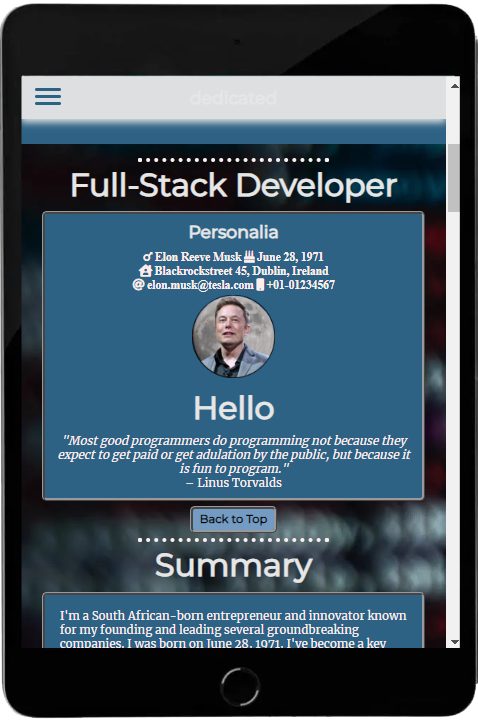 dedicated
Full-Stack Developer
Personalia
Elon Reeve Musk June 28, 1971
Blackrockstreet 45, Dublin, Ireland
@ elon.musk@tesla.com +01-01234567
Hello
"Most good programmers do programming not because they
expect to get paid or get adulation by the public, but because it
is fun to program."
– Linus Torvalds
Back to Top
Summary
I'm a South African-born entrepreneur and innovator known
for my founding and leading several groundbreaking
companies. I was born on June 28, 1971. I've become a key